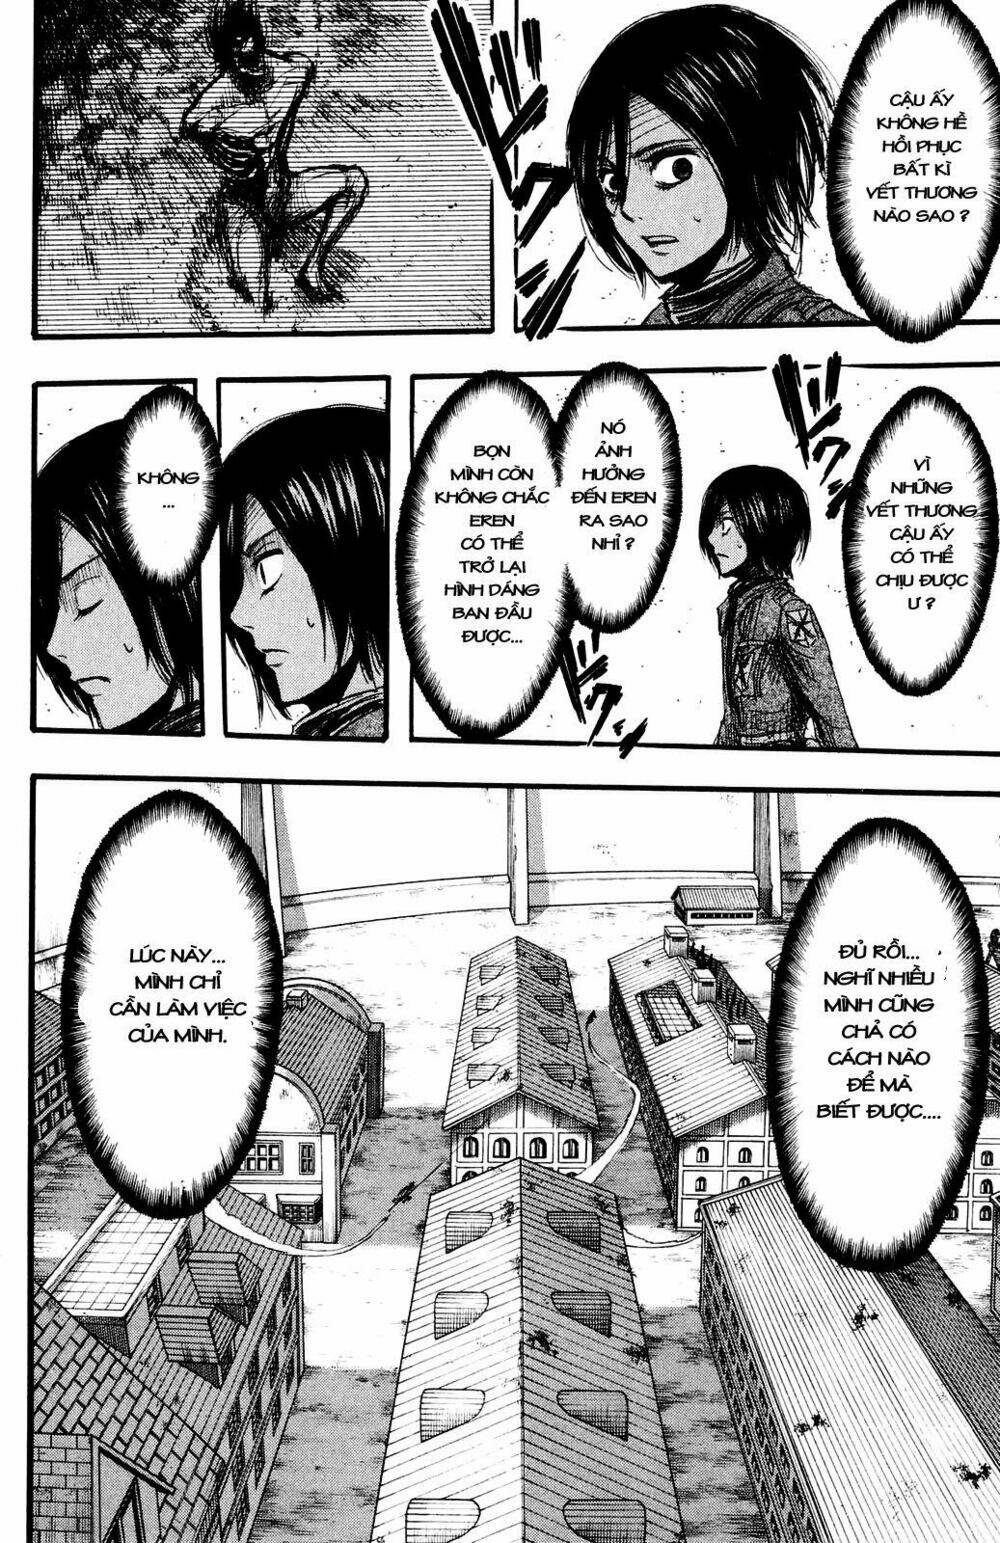 CẬU ẤY
KHÔNG HỀ
HỒI PHỤC
BẤT KÌ
VẾT THƯƠNG
NÀO SAO ?
VÌ
NHỮNG
VẾT THƯƠNG
CẬU ẤY
CÓ THỂ
CHỊU ĐƯỢC
Ư ?
NÓ
ẢNH
HƯỞNG
ĐẾN EREN
RA SAO
NHỈ ?
BỌN
MÌNH CÒN
KHÔNG CHẮC
EREN
CÓ THỂ
TRỞ LẠI
HÌNH DÁNG
BAN ĐẦU
ĐƯỢC...
KHÔNG
...
ĐỦ RỒI...
NGHĨ NHIỀU
MÌNH CŨNG
CHẢ CÓ
CÁCH NÀO
ĐỂ MÀ
BIẾT ĐƯỢC....
LÚC NÀY...
MÌNH CHỈ
CẦN LÀM VIỆC
CỦA MÌNH.